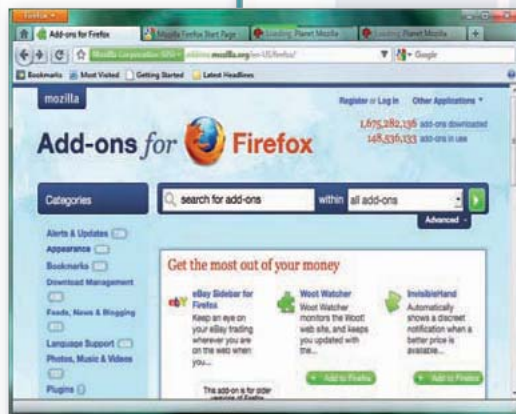 Firefox
Add-ons for Firefox
Mozilla Firefox Start Page
Loading Planet Mozilla
Loading Planet Mozilla
Mozilla Corporation
mozilla.org/en-US/firefox/
Google
Bookmarks Most Visited Getting Started Latest Headlines
mozilla
Register or Log In Other Applications
1,675,282,136 add-ons downloaded
148,536,133 add-ons in use
Add-ons for Firefox
Categories
search for add-ons within all add-ons
Advanced
Alerts & Updates
Appearance
Bookmarks
Download Management
Feeds, News & Blogging
Language Support
Photos, Music & Videos
Plugins
Get the most out of your money
eBay Sidebar for
Firefox
Keep an eye on
your eBay trading
wherever you are
on the web when
you...
This add-on is for older
versions of Firefox
Woot Watcher
Woot Watcher
monitors the Woot!
web site, and keeps
you updated with
the...
+ Add to Firefox
InvisibleHand
Automatically
shows a discreet
notification when a
better price is
available...
+ Add to Firefox